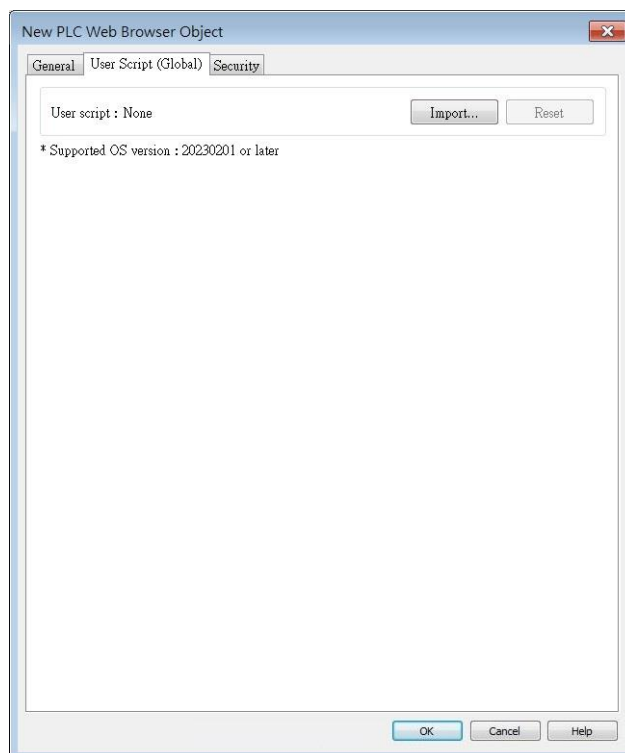 New PLC Web Browser Object
General User Script (Global) Security
User script : None Import... Reset
* Supported OS version : 20230201 or later
OK Cancel Help